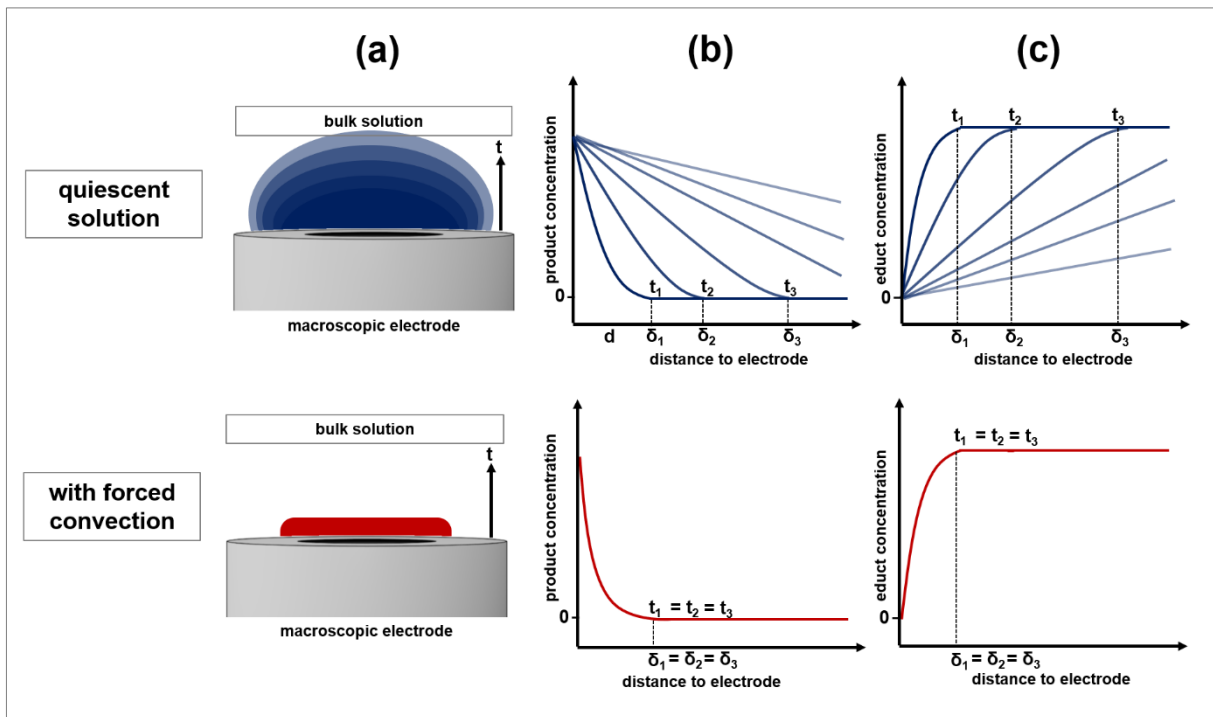 (a)
(b)
(c)
quiescent
solution
bulk solution
t
macroscopic electrode
product concentration
0
t₁
t₂
t₃
d
δ₁
δ₂
δ₃
distance to electrode
educt concentration
0
t₁
t₂
t₃
δ₁
δ₂
δ₃
distance to electrode
with forced
convection
bulk solution
t
macroscopic electrode
product concentration
0
t₁ = t₂ = t₃
δ₁ = δ₂ = δ₃
distance to electrode
educt concentration
0
t₁ = t₂ = t₃
δ₁ = δ₂ = δ₃
distance to electrode